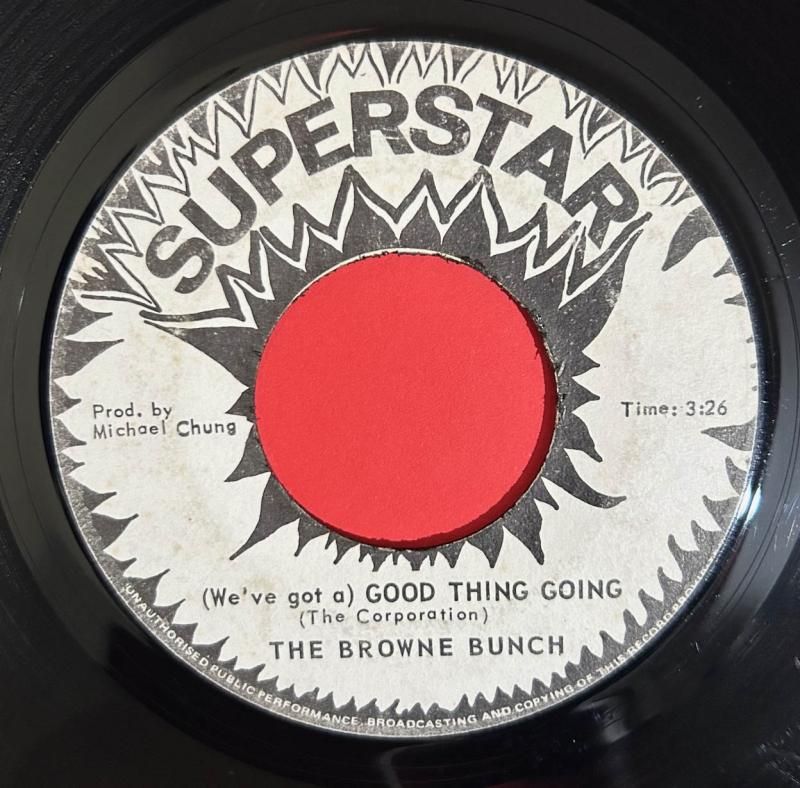 SUPERSTAR
Prod. by
Michael Chung
Time: 3:26
(We've got a) GOOD THING GOING
(The Corporation)
THE BROWNE BUNCH
UNAUTHORISED PUBLIC PERFORMANCE, BROADCASTING AND COPYING OF THIS RECORD